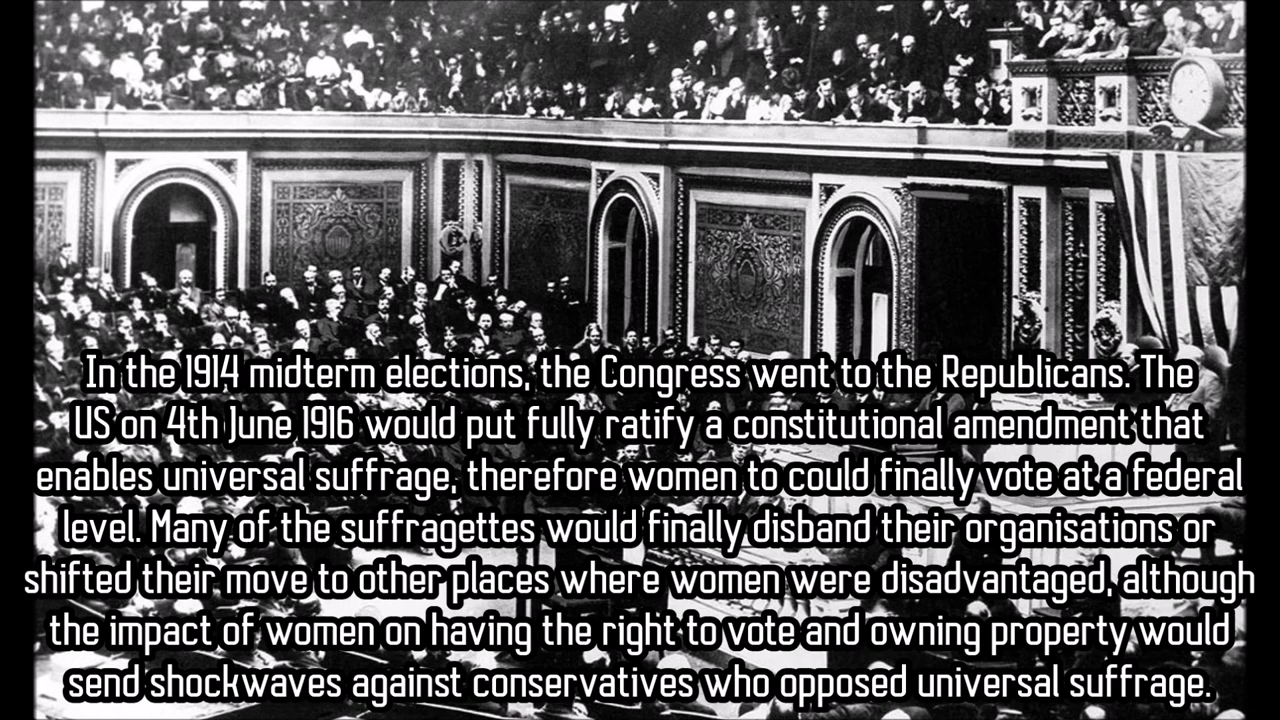 In the 1914 midterm elections, the Congress went to the Republicans. The
US on 4th June 1916 would put fully ratify a constitutional amendment that
enables universal suffrage, therefore women to could finally vote at a federal
level. Many of the suffragettes would finally disband their organisations or
shifted their move to other places where women were disadvantaged, although
the impact of women on having the right to vote and owning property would
send shockwaves against conservatives who opposed universal suffrage.